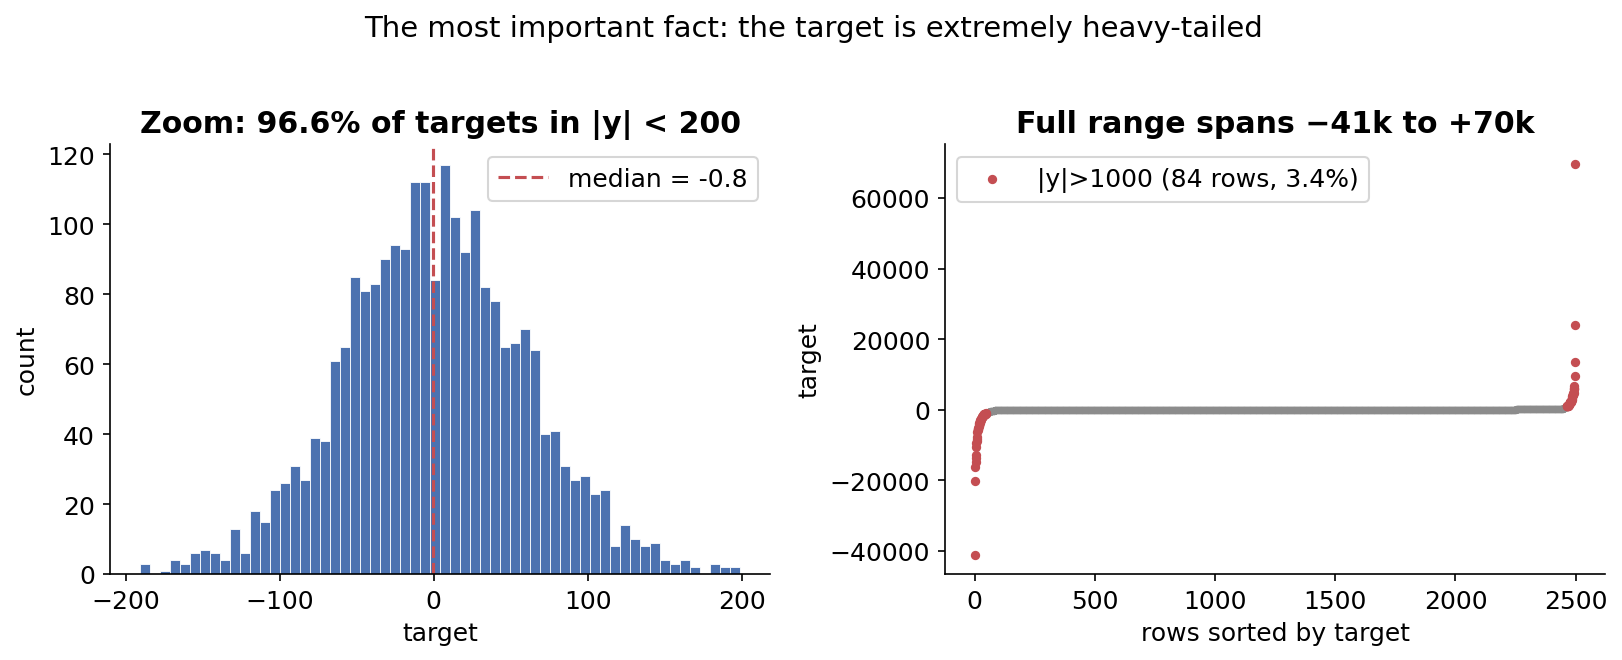 The most important fact: the target is extremely heavy-tailed
Zoom: 96.6% of targets in |y| < 200
median = -0.8
count
0
20
40
60
80
100
120
−200
−100
0
100
200
target
Full range spans −41k to +70k
|y|>1000 (84 rows, 3.4%)
target
60000
40000
20000
0
−20000
−40000
0
500
1000
1500
2000
2500
rows sorted by target